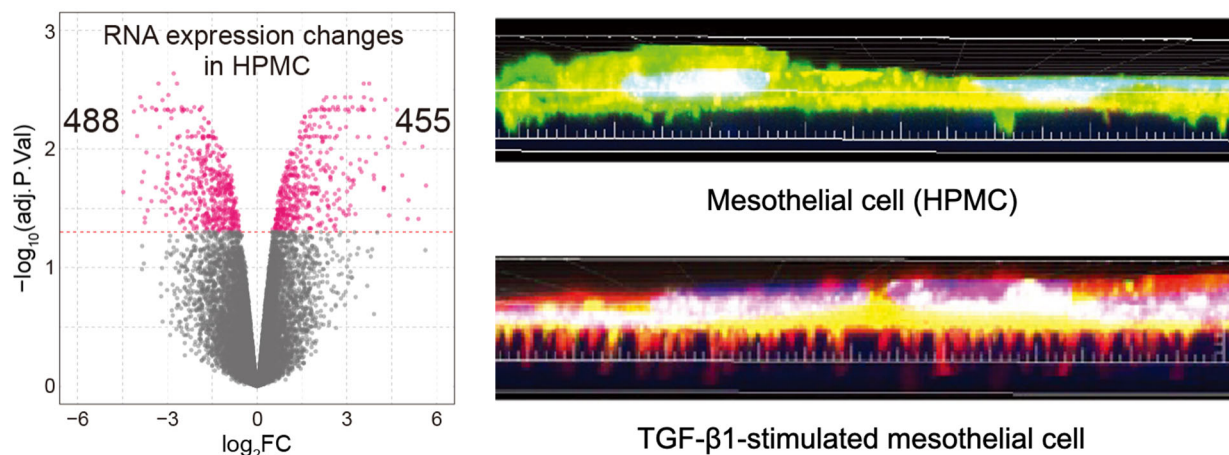 RNA expression changes
in HPMC
488
455
3
2
1
0
−log10(adj.P.Val)
−6
−3
0
3
6
log2FC
Mesothelial cell (HPMC)
TGF-β1-stimulated mesothelial cell